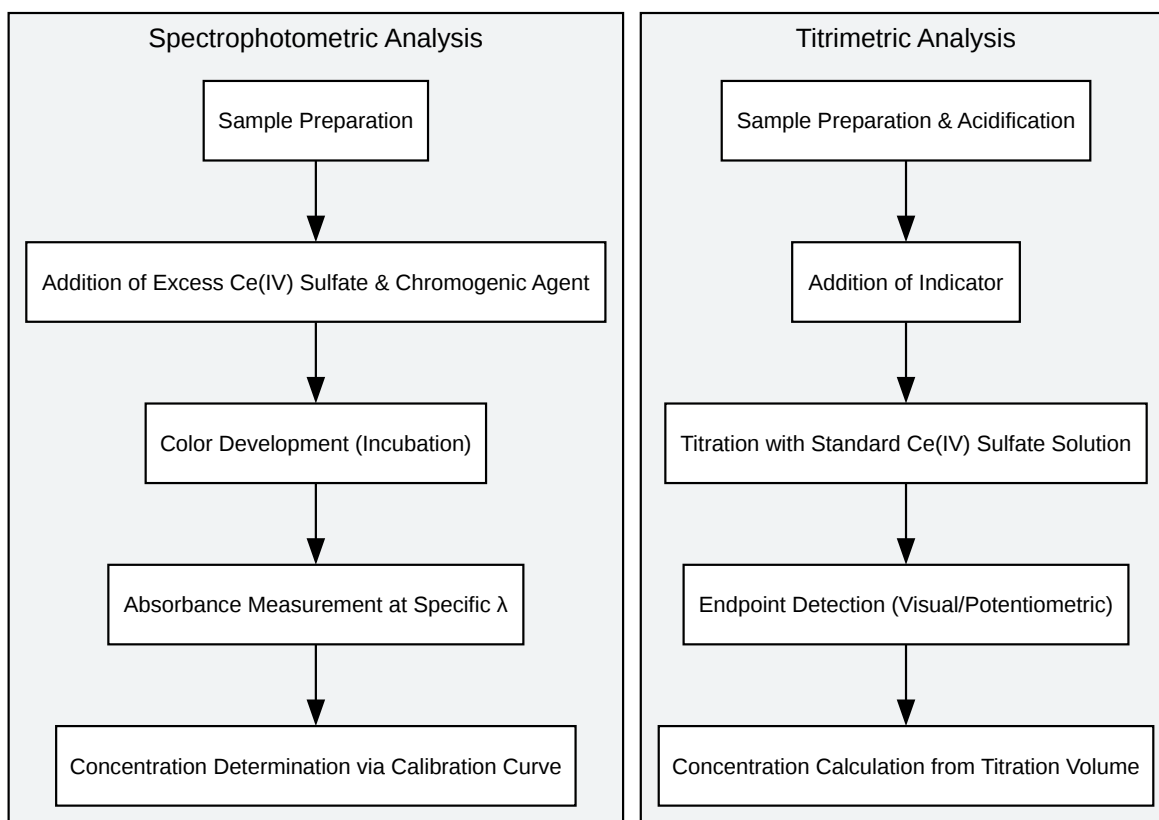 Spectrophotometric Analysis
Sample Preparation
Addition of Excess Ce(IV) Sulfate & Chromogenic Agent
Color Development (Incubation)
Absorbance Measurement at Specific λ
Concentration Determination via Calibration Curve
Titrimetric Analysis
Sample Preparation & Acidification
Addition of Indicator
Titration with Standard Ce(IV) Sulfate Solution
Endpoint Detection (Visual/Potentiometric)
Concentration Calculation from Titration Volume